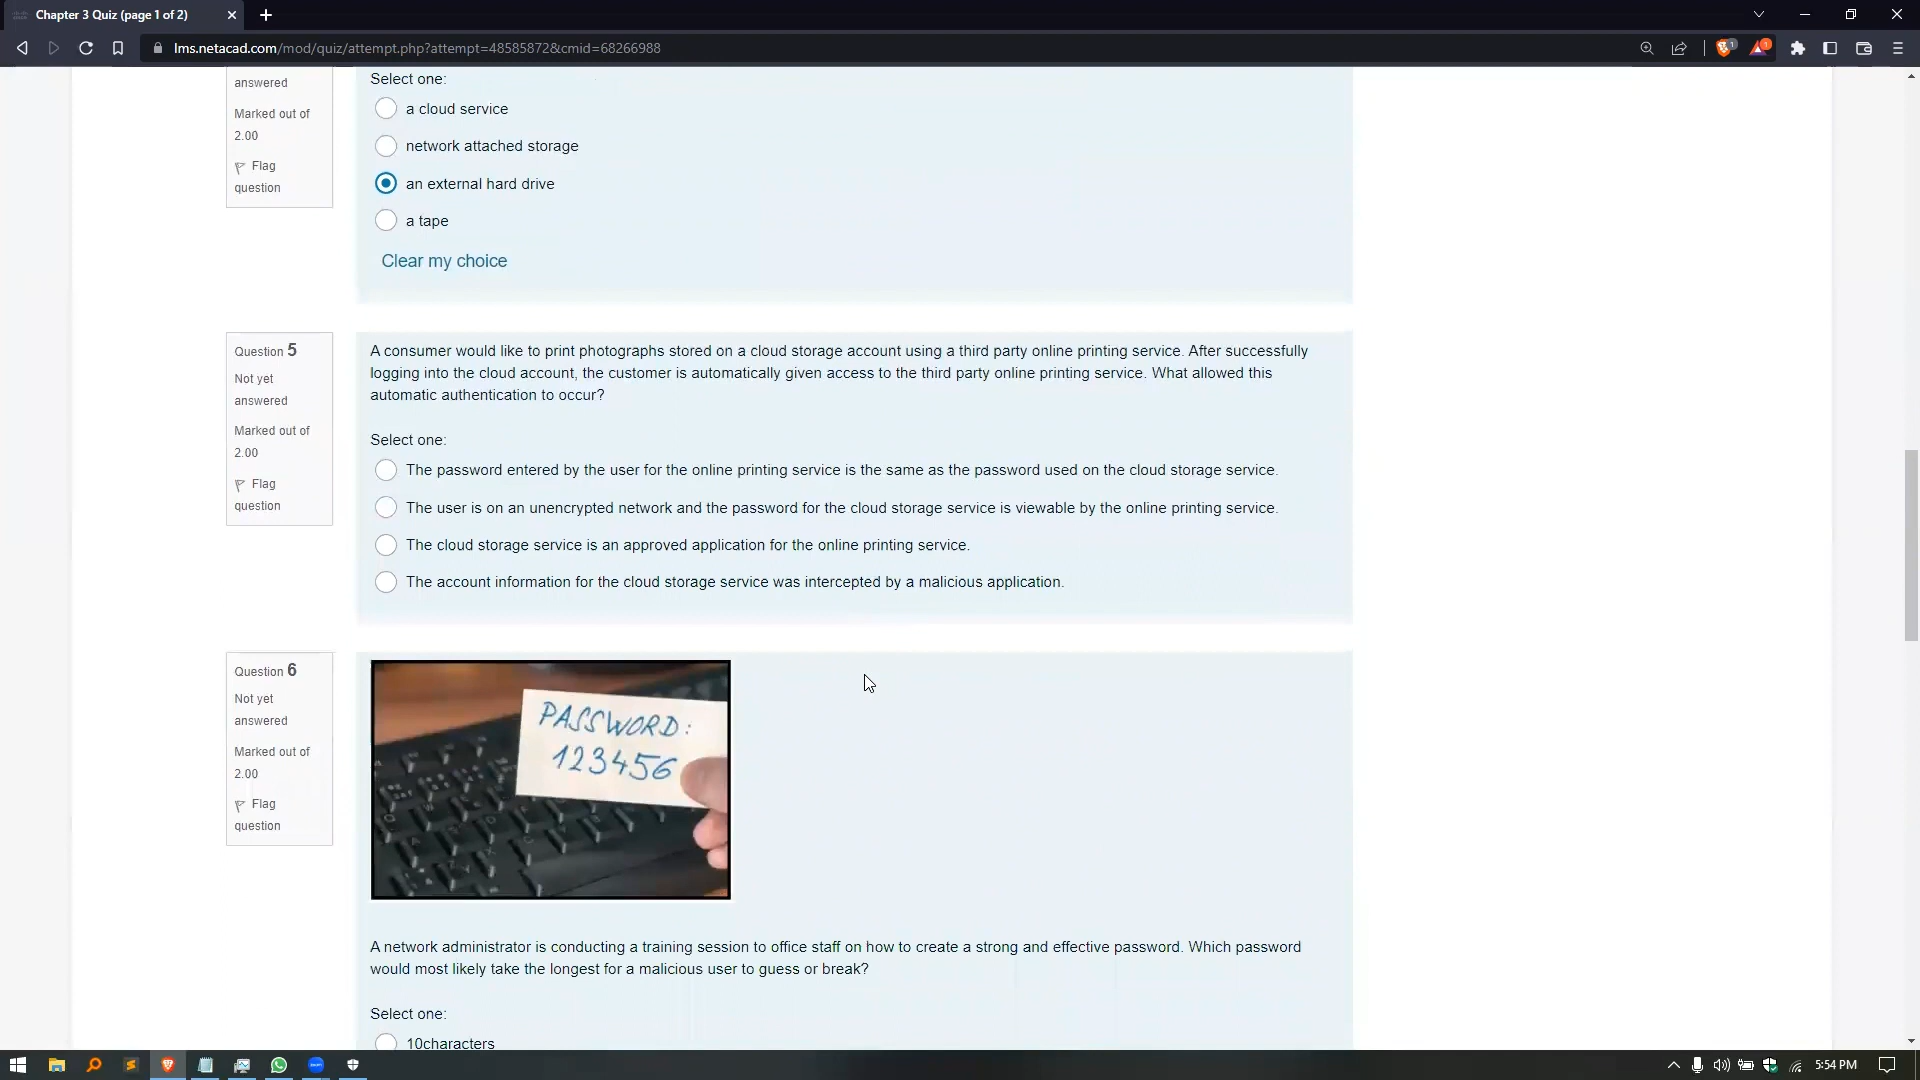 Chapter 3 Quiz (page 1 of 2)
lms.netacad.com/mod/quiz/attempt.php?attempt=48585872&cmid=68266988
answered
Marked out of
2.00
Flag
question
Select one:
a cloud service
network attached storage
an external hard drive
a tape
Clear my choice
Question 5
Not yet
answered
Marked out of
2.00
Flag
question
A consumer would like to print photographs stored on a cloud storage account using a third party online printing service. After successfully
logging into the cloud account, the customer is automatically given access to the third party online printing service. What allowed this
automatic authentication to occur?
Select one:
The password entered by the user for the online printing service is the same as the password used on the cloud storage service.
The user is on an unencrypted network and the password for the cloud storage service is viewable by the online printing service.
The cloud storage service is an approved application for the online printing service.
The account information for the cloud storage service was intercepted by a malicious application.
Question 6
Not yet
answered
Marked out of
2.00
Flag
question
PASSWORD:
123456
A network administrator is conducting a training session to office staff on how to create a strong and effective password. Which password
would most likely take the longest for a malicious user to guess or break?
Select one:
10characters
5:54 PM